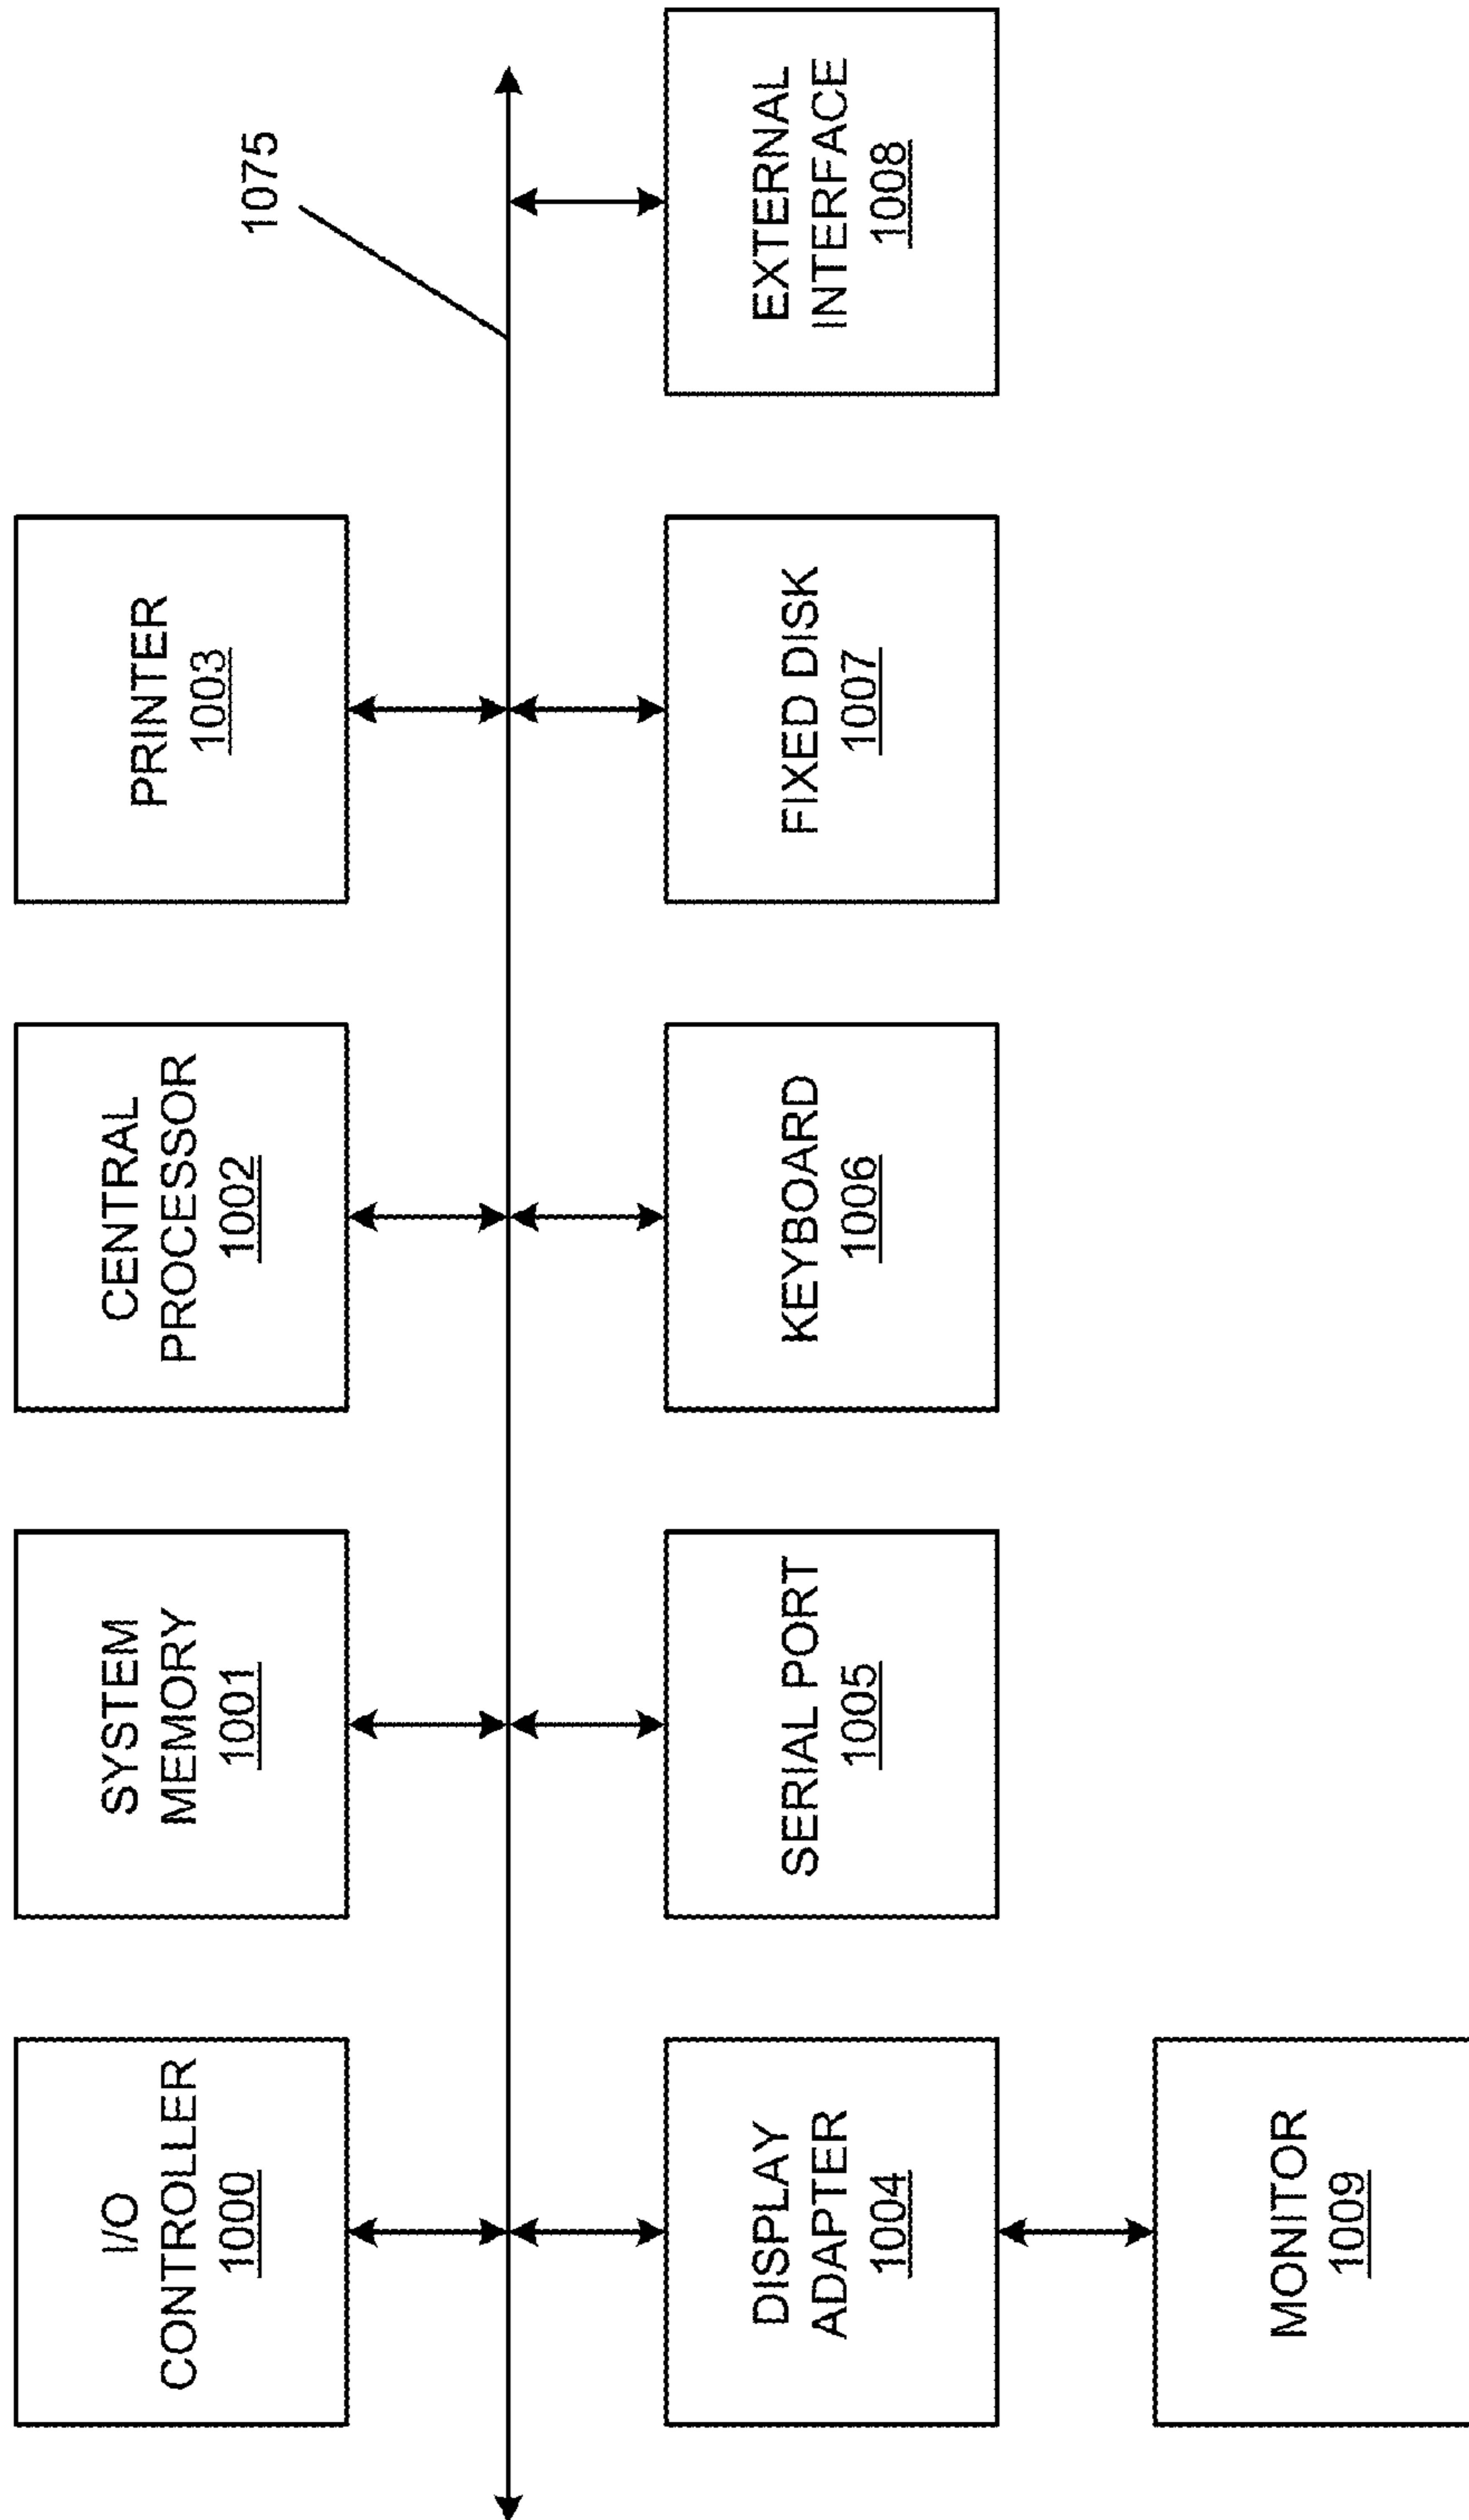 I/O
CONTROLLER
1000
SYSTEM
MEMORY
1001
CENTRAL
PROCESSOR
1002
PRINTER
1003
1075
DISPLAY
ADAPTER
1004
SERIAL PORT
1005
KEYBOARD
1006
FIXED DISK
1007
EXTERNAL
INTERFACE
1008
MONITOR
1009